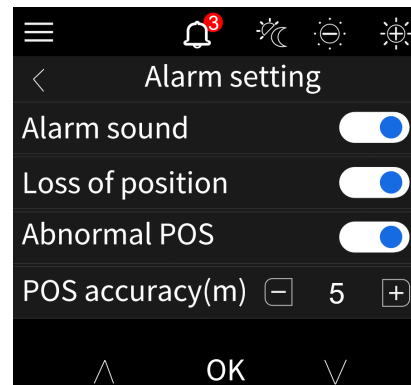 3
Alarm setting
Alarm sound
Loss of position
Abnormal POS
POS accuracy(m) 5
OK